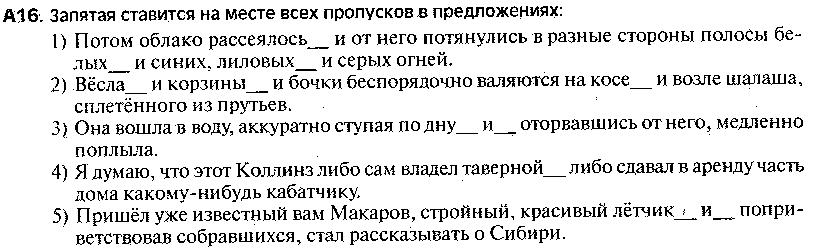 А16. Запятая ставится на месте всех пропусков в предложениях:
1) Потом облако рассеялось__ и от него потянулись в разные стороны полосы бе-
лых__ и синих, лиловых__ и серых огней.
2) Вёсла__ и корзины__ и бочки беспорядочно валяются на косе__ и возле шалаша,
сплетённого из прутьев.
3) Она вошла в воду, аккуратно ступая по дну__ и__ оторвавшись от него, медленно
поплыла.
4) Я думаю, что этот Коллинз либо сам владел таверной__ либо сдавал в аренду часть
дома какому-нибудь кабатчику.
5) Пришёл уже известный вам Макаров, стройный, красивый лётчик__ и__ попри-
ветствовав собравшихся, стал рассказывать о Сибири.